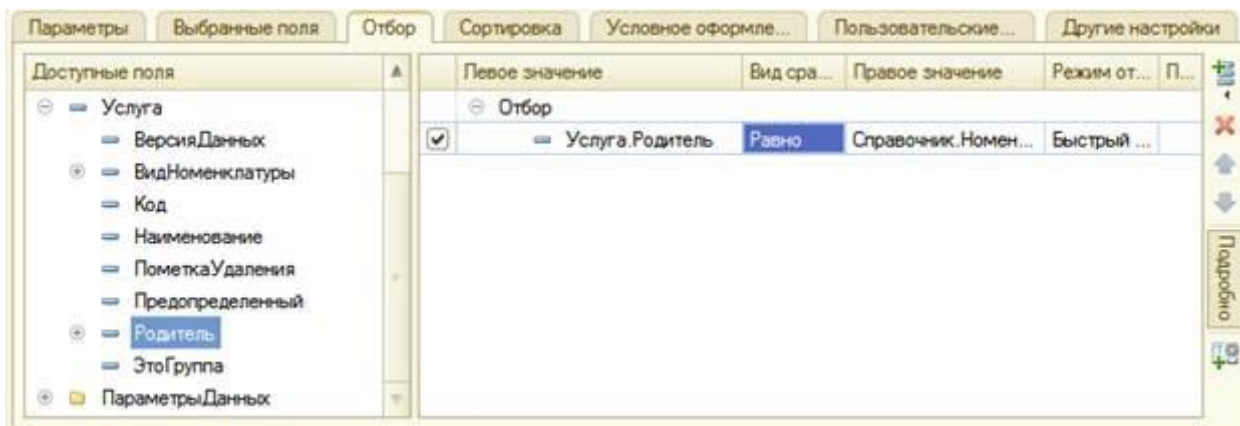 Параметры Выбранные поля Отбор Сортировка Условное оформле... Пользовательские... Другие настройки
Доступные поля
Услуга
ВерсияДанных
ВидНоменклатуры
Код
Наименование
ПометкаУдаления
Предопределенный
Родитель
ЭтоГруппа
ПараметрыДанных
Левое значение Вид сра... Правое значение Режим от... П...
Отбор
Услуга.Родитель Равно Справочник.Номен... Быстрый ...
Подробно